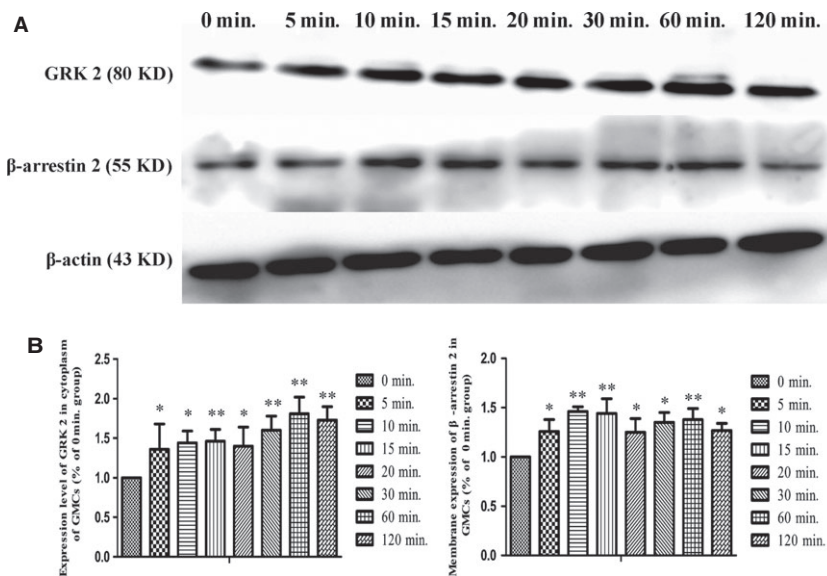 A
0 min. 5 min. 10 min. 15 min. 20 min. 30 min. 60 min. 120 min.
GRK 2 (80 KD)
β-arrestin 2 (55 KD)
β-actin (43 KD)
B
Expression level of GRK 2 in cytoplasm
of GMCs (% of 0 min. group)
2.5
2.0
1.5
1.0
0.5
0.0
* * ** * ** ** **
0 min.
5 min.
10 min.
15 min.
20 min.
30 min.
60 min.
120 min.
Membrane expression of β -arrestin 2 in
GMCs (% of 0 min. group)
2.0
1.5
1.0
0.5
0.0
* ** ** * * ** *
0 min.
5 min.
10 min.
15 min.
20 min.
30 min.
60 min.
120 min.